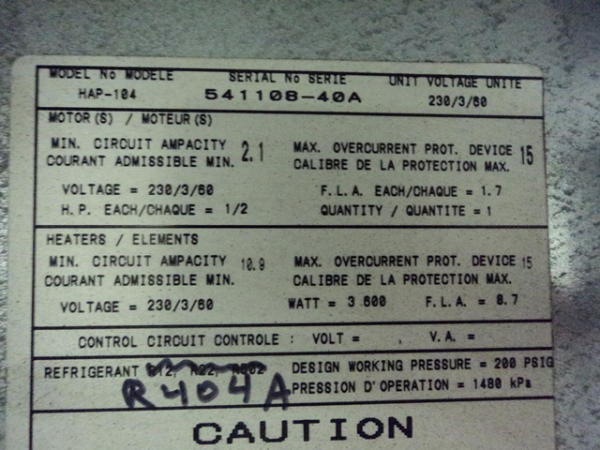 MODEL No MODELE SERIAL No SERIE UNIT VOLTAGE UNITE
HAP-104 541108-40A 230/3/60
MOTOR(S) / MOTEUR(S)
MIN. CIRCUIT AMPACITY 2.1 MAX. OVERCURRENT PROT. DEVICE 15
COURANT ADMISSIBLE MIN. CALIBRE DE LA PROTECTION MAX.
VOLTAGE = 230/3/60 F.L.A. EACH/CHAQUE = 1.7
H.P. EACH/CHAQUE = 1/2 QUANTITY / QUANTITE = 1
HEATERS / ELEMENTS
MIN. CIRCUIT AMPACITY 10.9 MAX. OVERCURRENT PROT. DEVICE 15
COURANT ADMISSIBLE MIN. CALIBRE DE LA PROTECTION MAX.
VOLTAGE = 230/3/60 WATT = 3 600 F.L.A. = 8.7
CONTROL CIRCUIT CONTROLE : VOLT = , V.A. =
REFRIGERANT R12, R22, R502 DESIGN WORKING PRESSURE = 200 PSIG
R404A PRESSION D'OPERATION = 1480 kPa
CAUTION